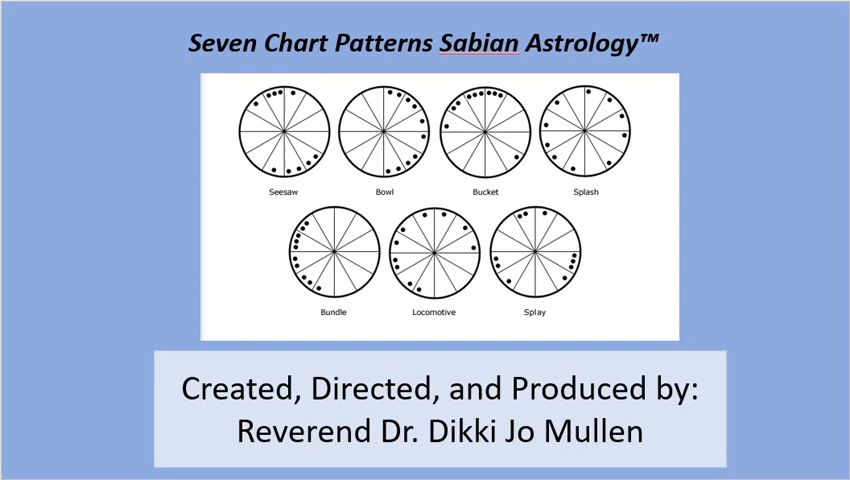 Seven Chart Patterns Sabian Astrology™
Seesaw Bowl Bucket Splash
Bundle Locomotive Splay
Created, Directed, and Produced by:
Reverend Dr. Dikki Jo Mullen